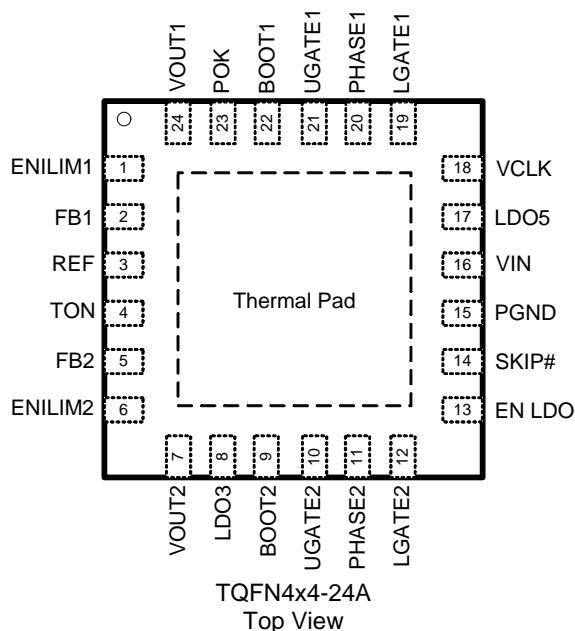 VOUT1
POK
BOOT1
UGATE1
PHASE1
LGATE1
24
23
22
21
20
19
ENILIM1
1
18
VCLK
FB1
2
17
LDO5
REF
3
16
VIN
TON
4
Thermal Pad
15
PGND
FB2
5
14
SKIP#
ENILIM2
6
13
EN LDO
7
8
9
10
11
12
VOUT2
LDO3
BOOT2
UGATE2
PHASE2
LGATE2
TQFN4x4-24A
Top View